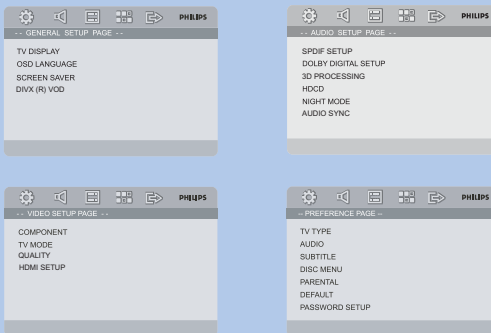 PHILIPS
- - GENERAL SETUP PAGE - -
TV DISPLAY
OSD LANGUAGE
SCREEN SAVER
DIVX (R) VOD
PHILIPS
- - AUDIO SETUP PAGE - -
SPDIF SETUP
DOLBY DIGITAL SETUP
3D PROCESSING
HDCD
NIGHT MODE
AUDIO SYNC
PHILIPS
- - VIDEO SETUP PAGE - -
COMPONENT
TV MODE
QUALITY
HDMI SETUP
PHILIPS
-- PREFERENCE PAGE --
TV TYPE
AUDIO
SUBTITLE
DISC MENU
PARENTAL
DEFAULT
PASSWORD SETUP